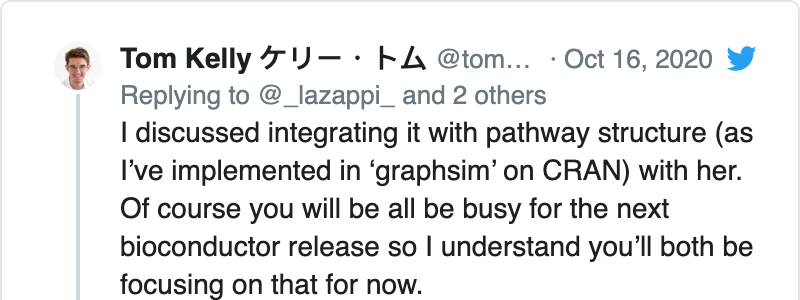 Tom Kelly ケリー・トム @tom… · Oct 16, 2020
Replying to @_lazappi_ and 2 others
I discussed integrating it with pathway structure (as
I’ve implemented in ‘graphsim’ on CRAN) with her.
Of course you will be all be busy for the next
bioconductor release so I understand you’ll both be
focusing on that for now.